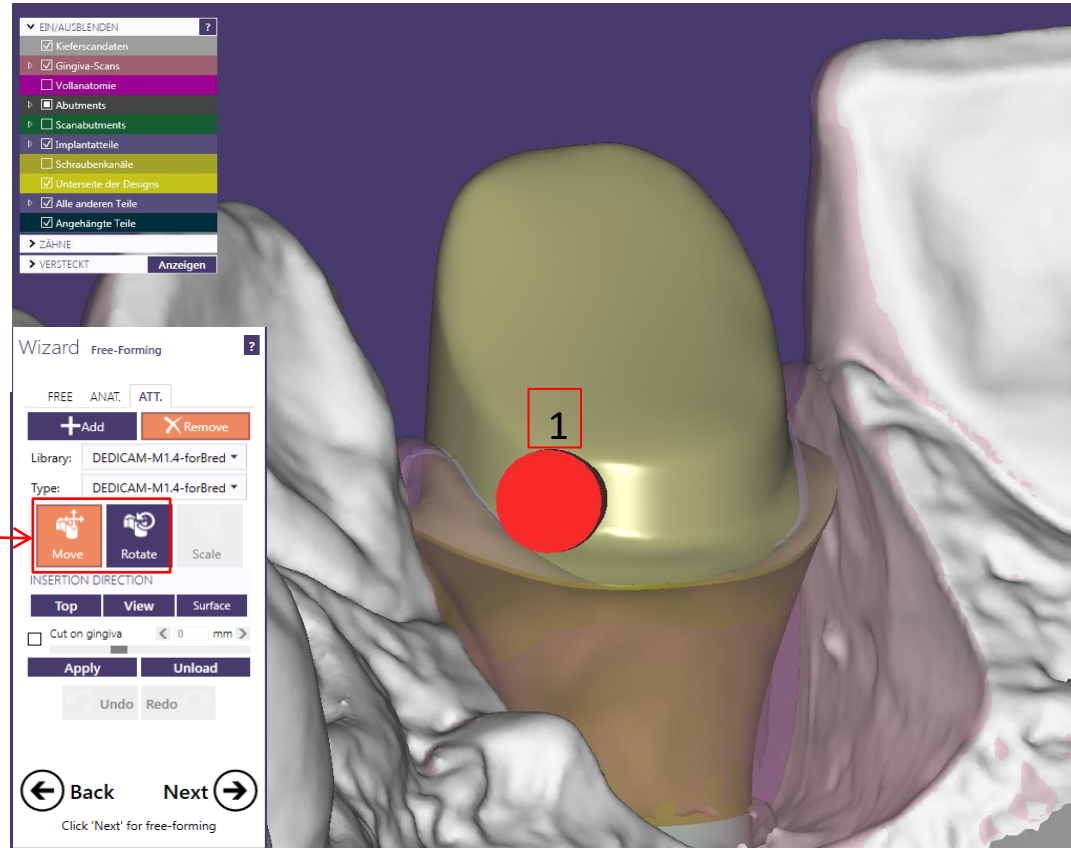 EIN/AUSBLENDEN ?
Kieferscandaten
Gingiva-Scans
Vollanatomie
Abutments
Scanabutments
Implantatteile
Schraubenkanäle
Unterseite der Designs
Alle anderen Teile
Angehängte Teile
ZÄHNE
VERSTECKT Anzeigen
Wizard Free-Forming ?
FREE ANAT. ATT.
Add Remove
Library: DEDICAM-M1.4-forBred
Type: DEDICAM-M1.4-forBred
Move Rotate Scale
INSERTION DIRECTION
Top View Surface
Cut on gingiva 0 mm
Apply Unload
Undo Redo
Back Next
Click 'Next' for free-forming
1